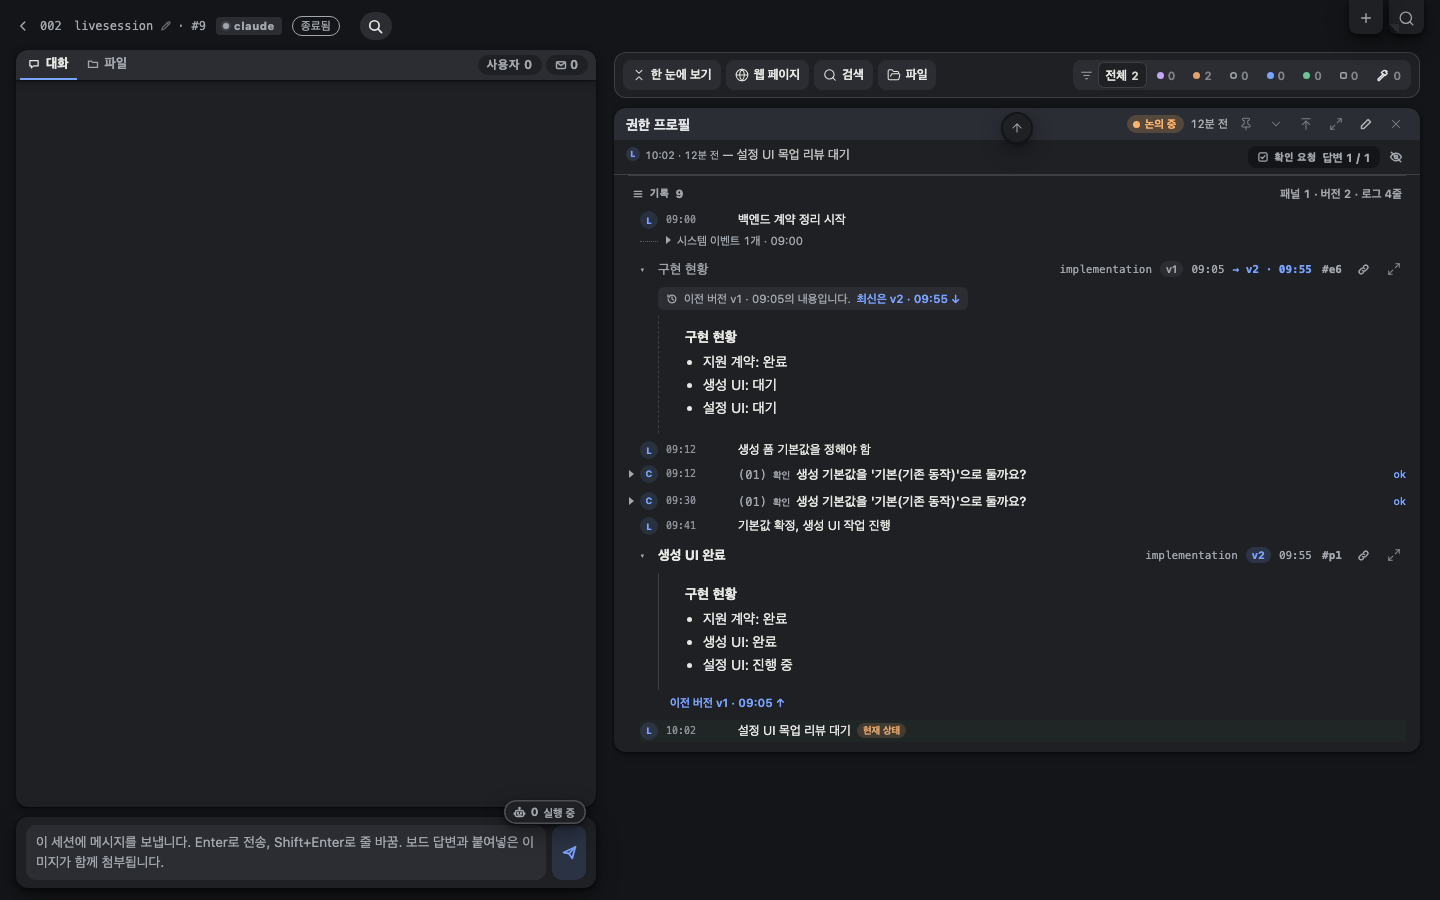 002 livesession · #9 claude 종료됨
대화 파일 사용자 0 0
한 눈에 보기 웹 페이지 검색 파일 전체 2 0 2 0 0 0 0 0
권한 프로필 논의 중 12분 전
L 10:02 · 12분 전 — 설정 UI 목업 리뷰 대기 확인 요청 답변 1 / 1
기록 9 패널 1 · 버전 2 · 로그 4줄
L 09:00 백엔드 계약 정리 시작
시스템 이벤트 1개 · 09:00
구현 현황 implementation v1 09:05 → v2 · 09:55 #e6
이전 버전 v1 · 09:05의 내용입니다. 최신은 v2 · 09:55 ↓
구현 현황
• 지원 계약: 완료
• 생성 UI: 대기
• 설정 UI: 대기
L 09:12 생성 폼 기본값을 정해야 함
C 09:12 (01) 확인 생성 기본값을 '기본(기존 동작)'으로 둘까요? ok
C 09:30 (01) 확인 생성 기본값을 '기본(기존 동작)'으로 둘까요? ok
L 09:41 기본값 확정, 생성 UI 작업 진행
생성 UI 완료 implementation v2 09:55 #p1
구현 현황
• 지원 계약: 완료
• 생성 UI: 완료
• 설정 UI: 진행 중
이전 버전 v1 · 09:05 ↑
L 10:02 설정 UI 목업 리뷰 대기 현재 상태
0 실행 중
이 세션에 메시지를 보냅니다. Enter로 전송, Shift+Enter로 줄 바꿈. 보드 답변과 붙여넣은 이
미지가 함께 첨부됩니다.